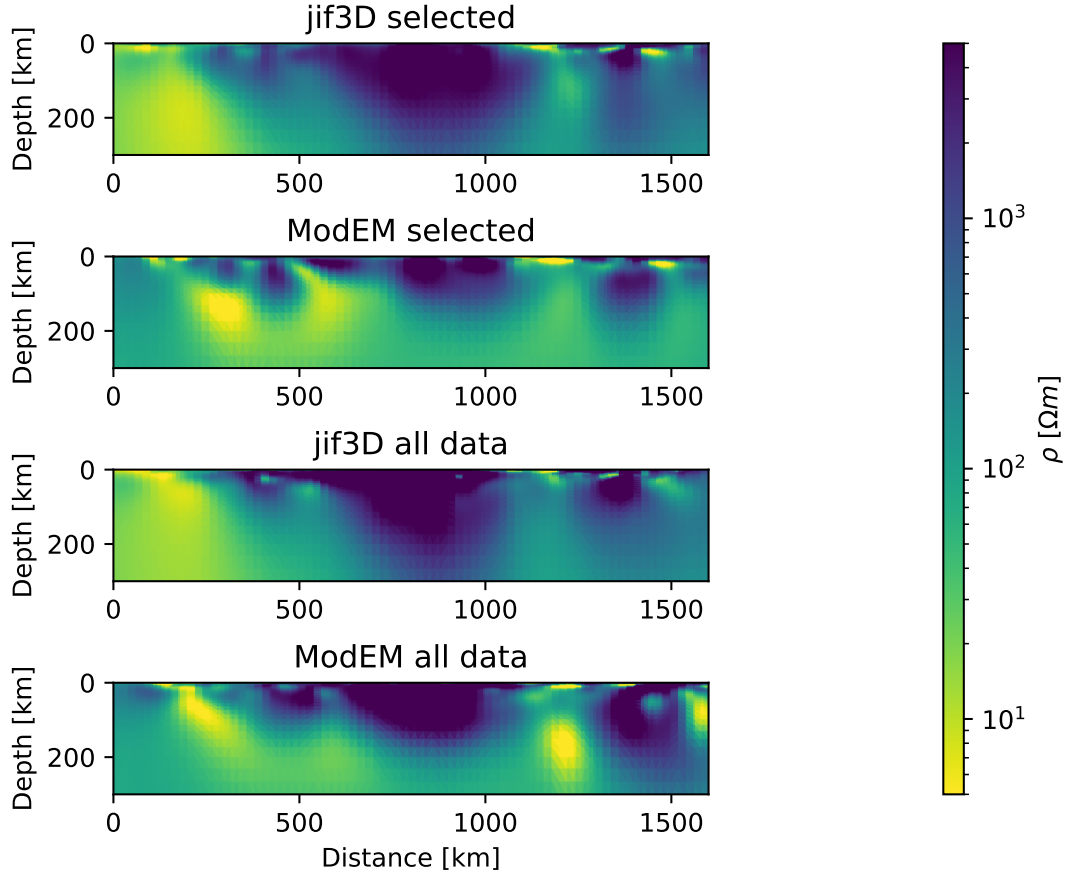 jif3D selected
Depth [km]
0
200
0 500 1000 1500
ModEM selected
Depth [km]
0
200
0 500 1000 1500
jif3D all data
Depth [km]
0
200
0 500 1000 1500
ModEM all data
Depth [km]
0
200
0 500 1000 1500
Distance [km]
10³
10²
10¹
ρ [Ωm]